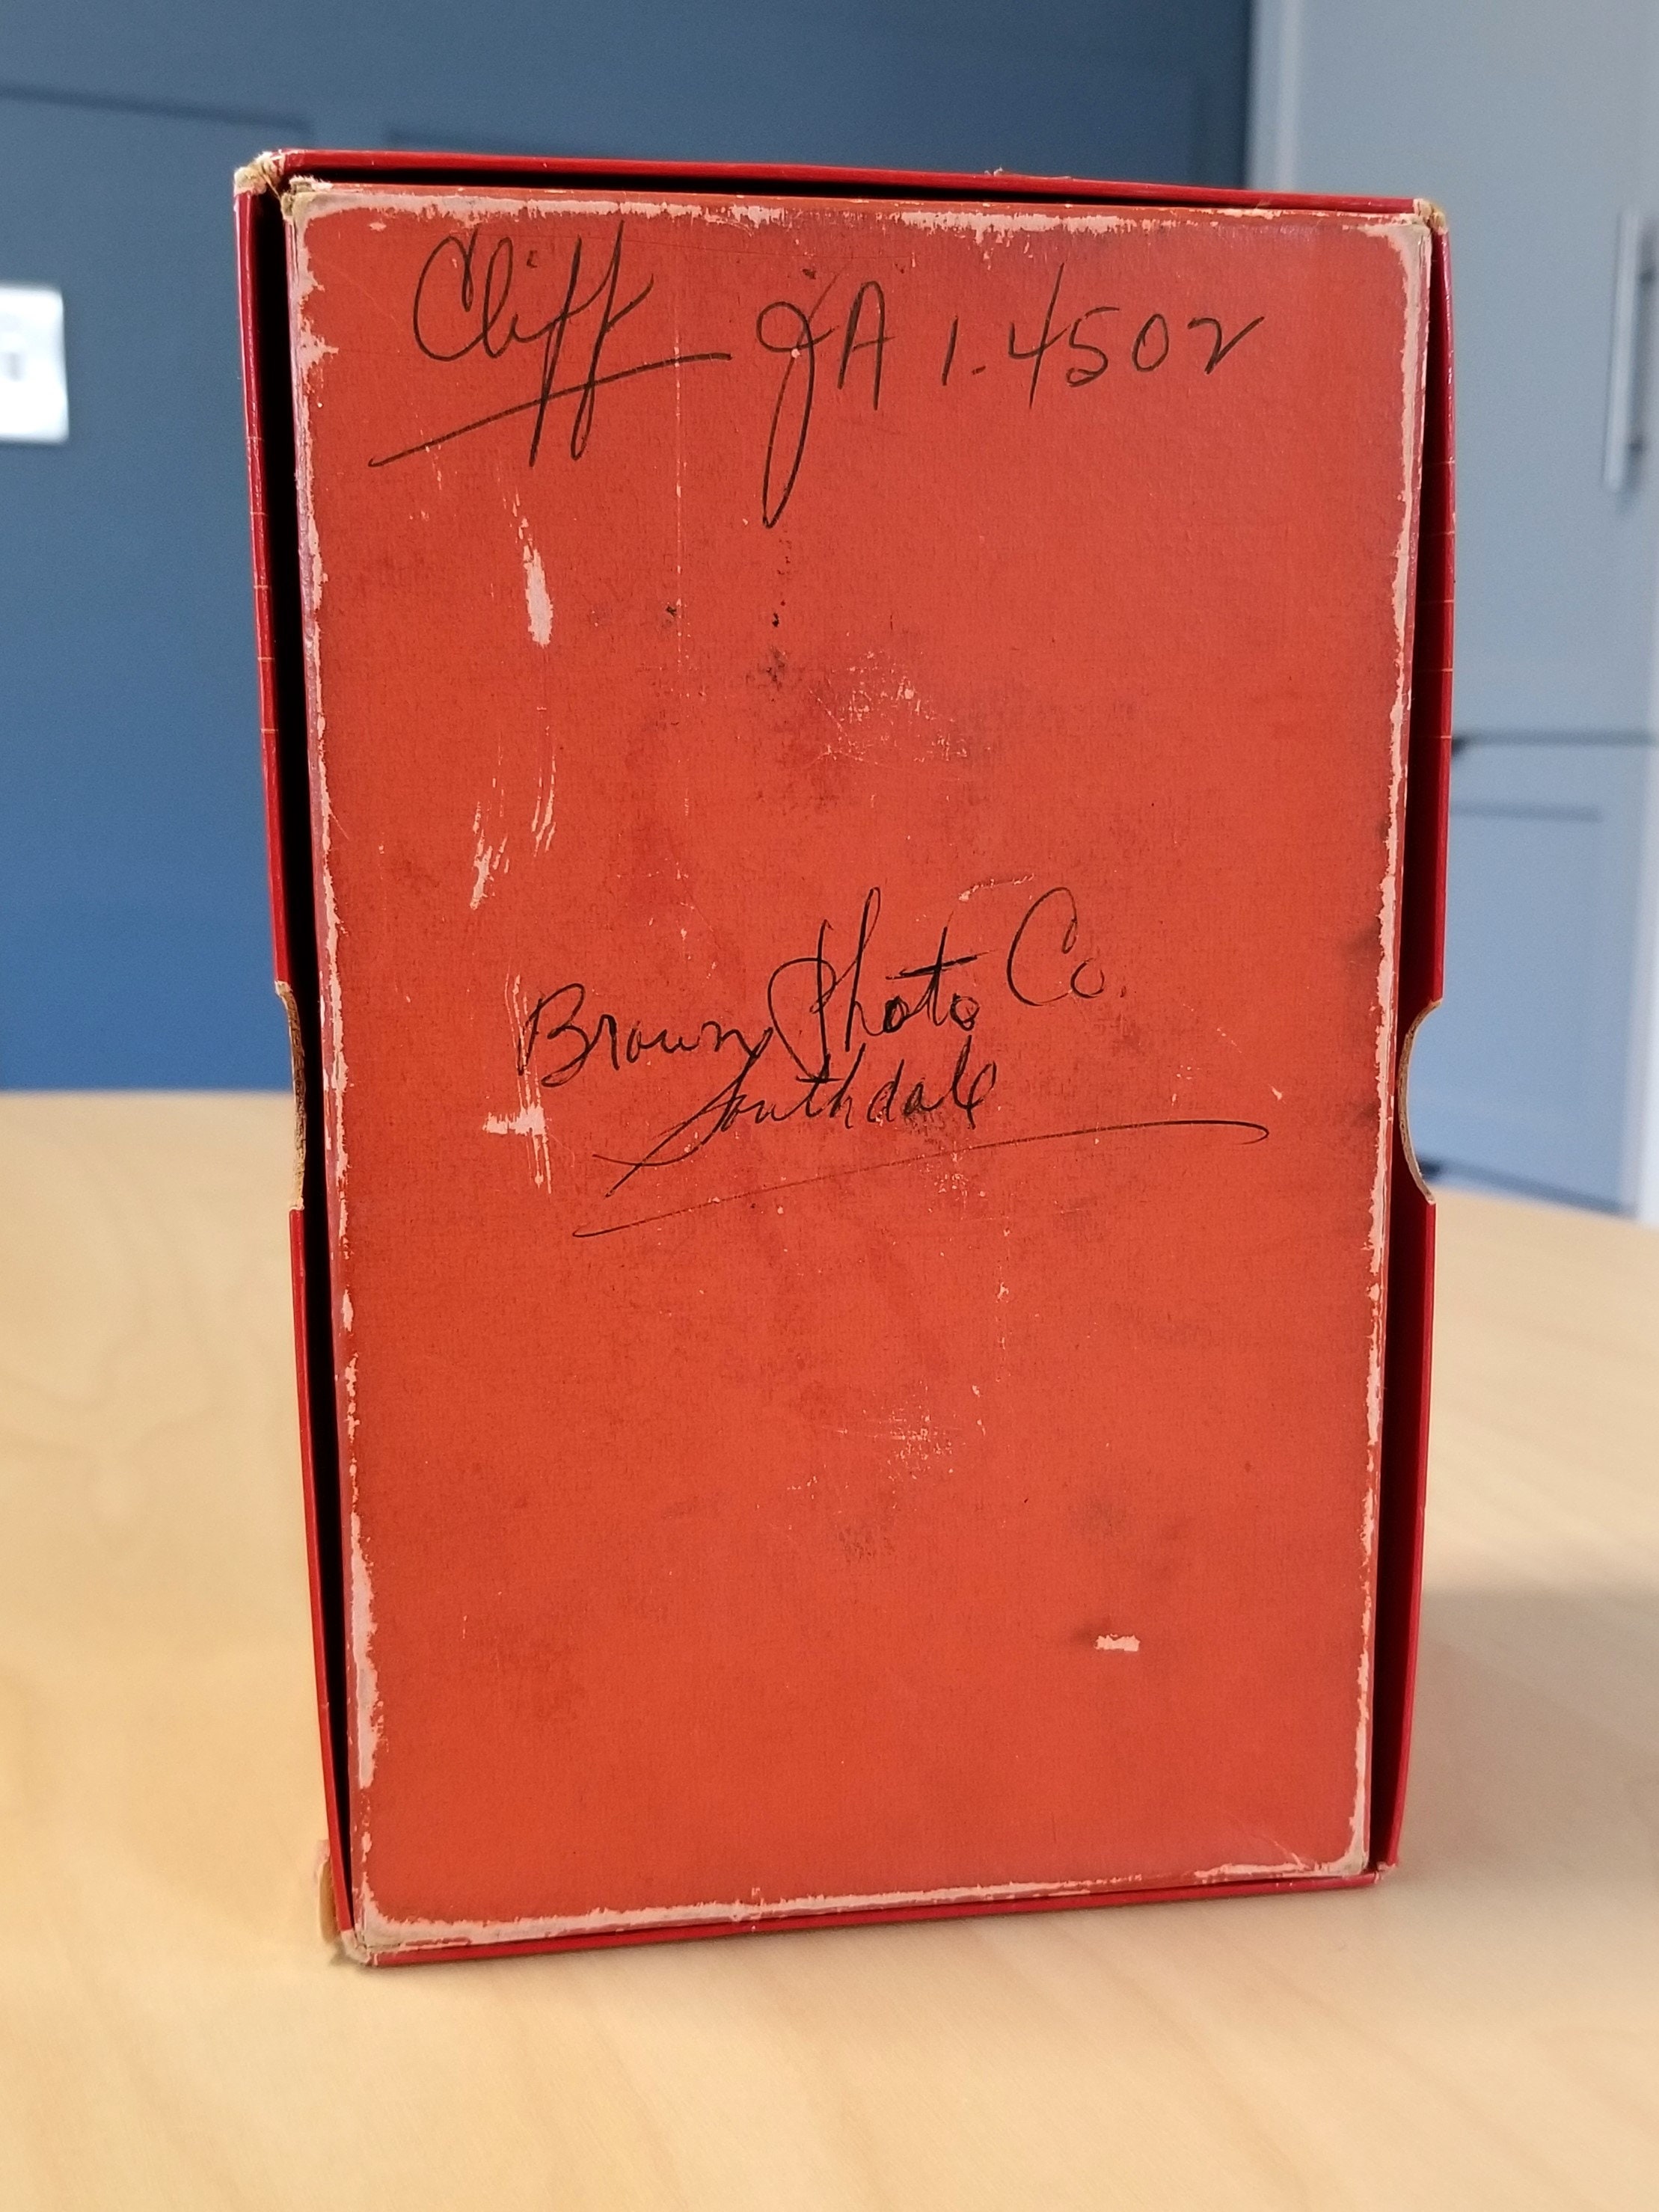 Cliff JA 1-4502
Brown Photo Co.
Southdale